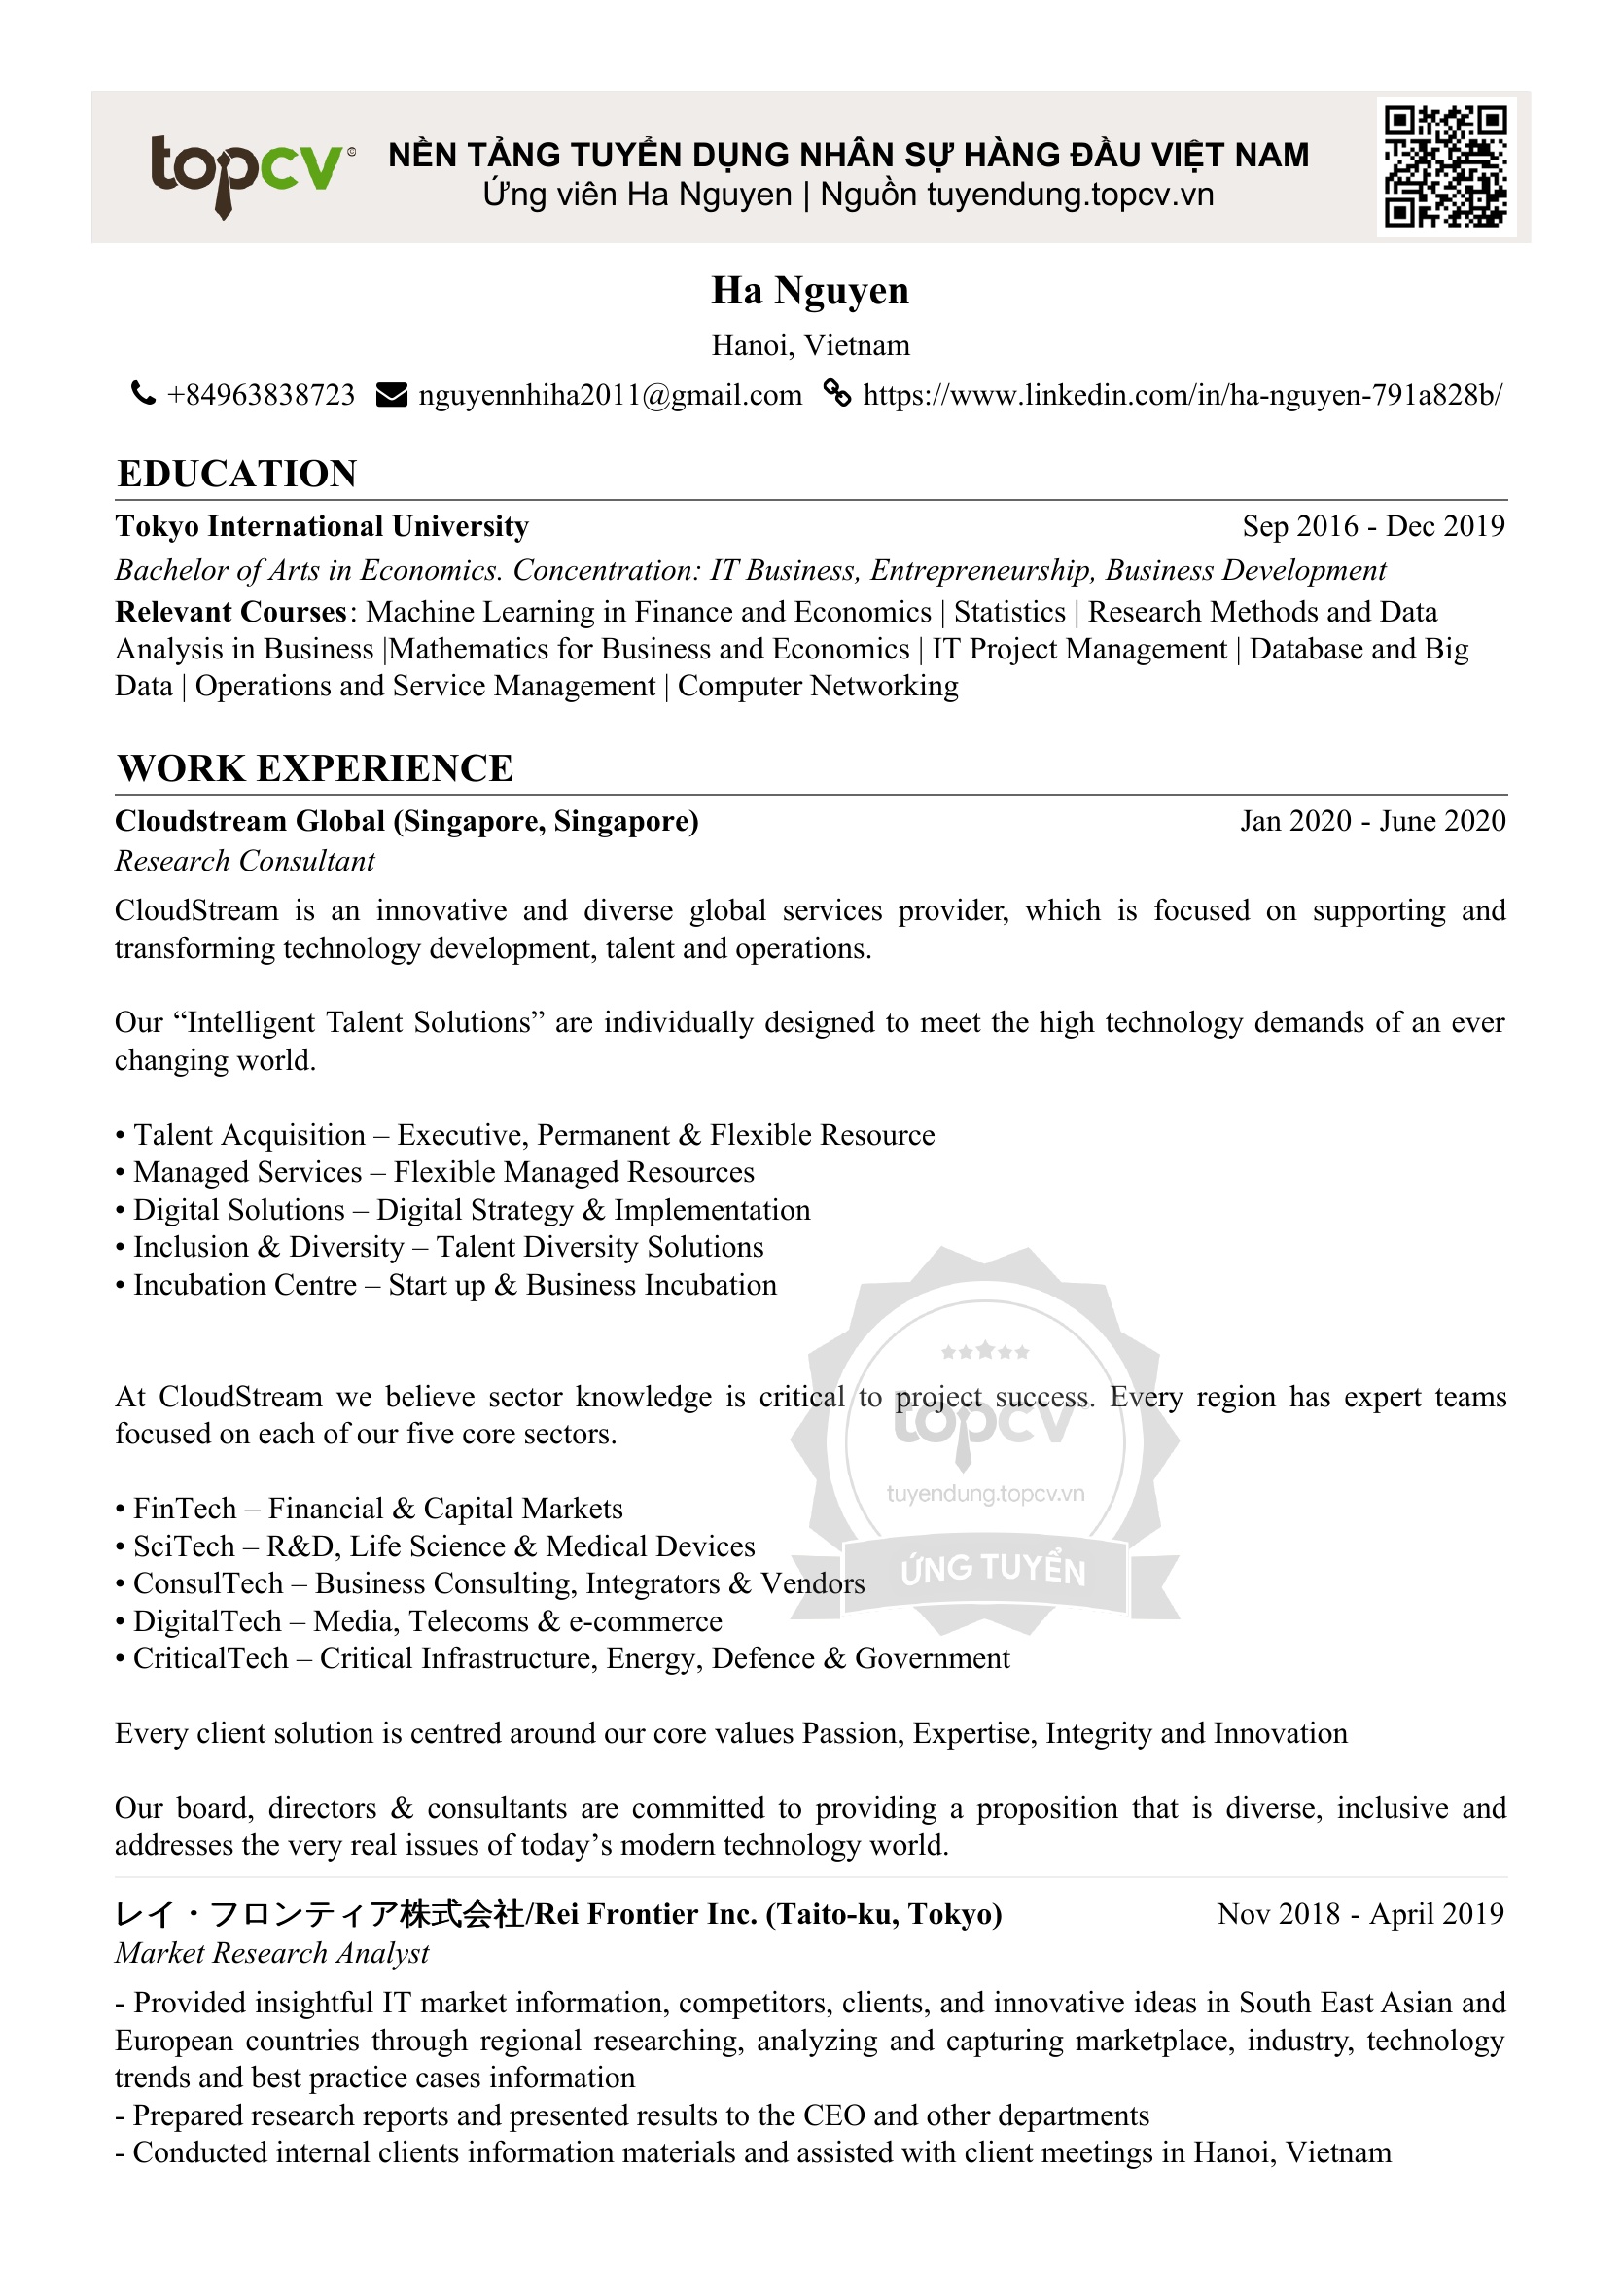 topcv®
NỀN TẢNG TUYỂN DỤNG NHÂN SỰ HÀNG ĐẦU VIỆT NAM
Ứng viên Ha Nguyen | Nguồn tuyendung.topcv.vn
Ha Nguyen
Hanoi, Vietnam
+84963838723 nguyennhiha2011@gmail.com https://www.linkedin.com/in/ha-nguyen-791a828b/
EDUCATION
Tokyo International University Sep 2016 - Dec 2019
Bachelor of Arts in Economics. Concentration: IT Business, Entrepreneurship, Business Development
Relevant Courses: Machine Learning in Finance and Economics | Statistics | Research Methods and Data
Analysis in Business |Mathematics for Business and Economics | IT Project Management | Database and Big
Data | Operations and Service Management | Computer Networking
WORK EXPERIENCE
Cloudstream Global (Singapore, Singapore) Jan 2020 - June 2020
Research Consultant
CloudStream is an innovative and diverse global services provider, which is focused on supporting and
transforming technology development, talent and operations.
Our “Intelligent Talent Solutions” are individually designed to meet the high technology demands of an ever
changing world.
• Talent Acquisition – Executive, Permanent & Flexible Resource
• Managed Services – Flexible Managed Resources
• Digital Solutions – Digital Strategy & Implementation
• Inclusion & Diversity – Talent Diversity Solutions
• Incubation Centre – Start up & Business Incubation
At CloudStream we believe sector knowledge is critical to project success. Every region has expert teams
focused on each of our five core sectors.
topcv
tuyendung.topcv.vn
• FinTech – Financial & Capital Markets
• SciTech – R&D, Life Science & Medical Devices
ỨNG TUYỂN
• ConsulTech – Business Consulting, Integrators & Vendors
• DigitalTech – Media, Telecoms & e-commerce
• CriticalTech – Critical Infrastructure, Energy, Defence & Government
Every client solution is centred around our core values Passion, Expertise, Integrity and Innovation
Our board, directors & consultants are committed to providing a proposition that is diverse, inclusive and
addresses the very real issues of today’s modern technology world.
レイ・フロンティア株式会社/Rei Frontier Inc. (Taito-ku, Tokyo) Nov 2018 - April 2019
Market Research Analyst
- Provided insightful IT market information, competitors, clients, and innovative ideas in South East Asian and
European countries through regional researching, analyzing and capturing marketplace, industry, technology
trends and best practice cases information
- Prepared research reports and presented results to the CEO and other departments
- Conducted internal clients information materials and assisted with client meetings in Hanoi, Vietnam